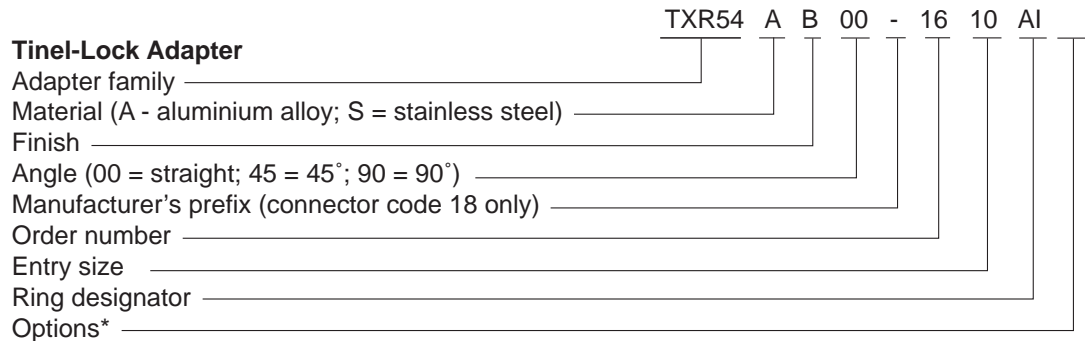 TXR54 A B 00 - 16 10 AI
Tinel-Lock Adapter
Adapter family
Material (A - aluminium alloy; S = stainless steel)
Finish
Angle (00 = straight; 45 = 45˚; 90 = 90˚)
Manufacturer's prefix (connector code 18 only)
Order number
Entry size
Ring designator
Options*